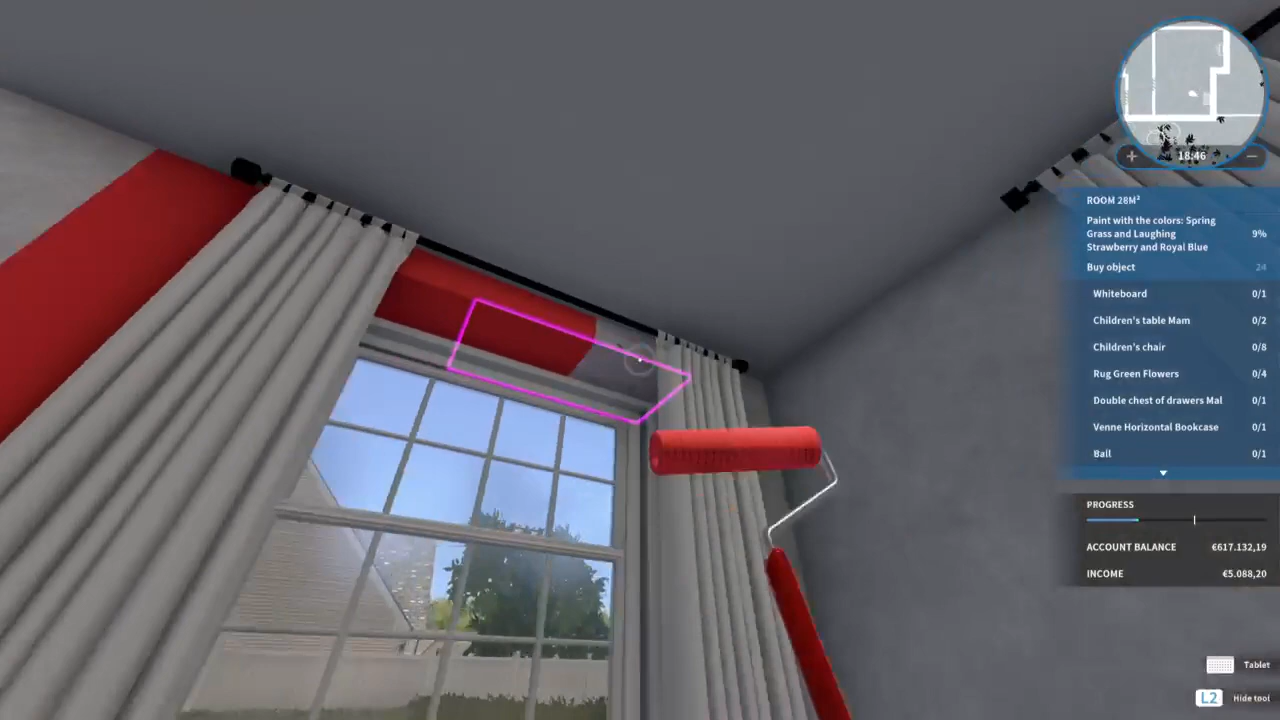 + 18:46 −
ROOM 28M²
Paint with the colors: Spring
Grass and Laughing 9%
Strawberry and Royal Blue
Buy object 24
Whiteboard 0/1
Children's table Mam 0/2
Children's chair 0/8
Rug Green Flowers 0/4
Double chest of drawers Mal 0/1
Venne Horizontal Bookcase 0/1
Ball 0/1
PROGRESS
ACCOUNT BALANCE €617.132,19
INCOME €5.088,20
Tablet
L2 Hide tool